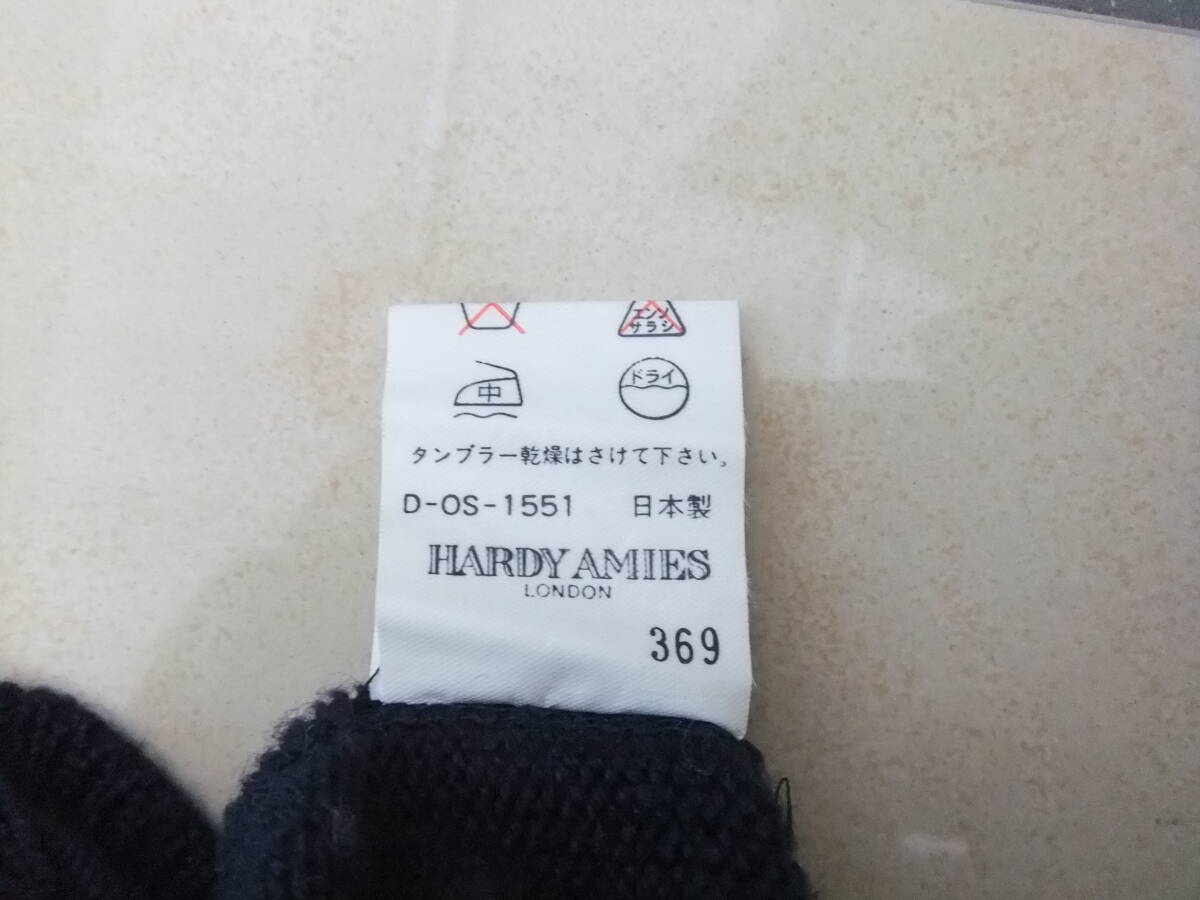 エンソ
サラシ
中
ドライ
タンブラー乾燥はさけて下さい。
D-OS-1551 日本製
HARDY AMIES
LONDON
369